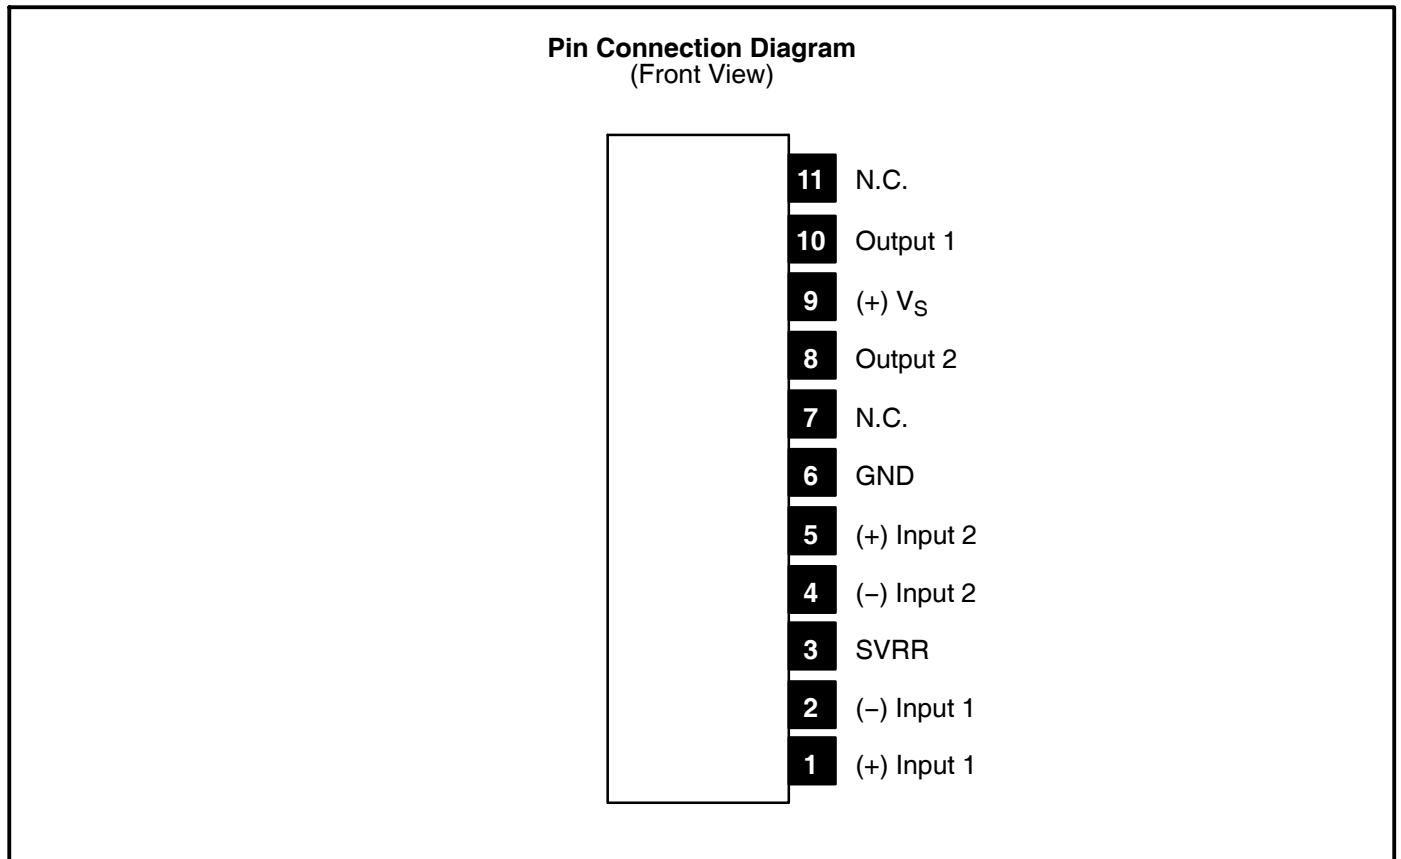 Pin Connection Diagram
(Front View)
11 N.C.
10 Output 1
9 (+) VS
8 Output 2
7 N.C.
6 GND
5 (+) Input 2
4 (−) Input 2
3 SVRR
2 (−) Input 1
1 (+) Input 1